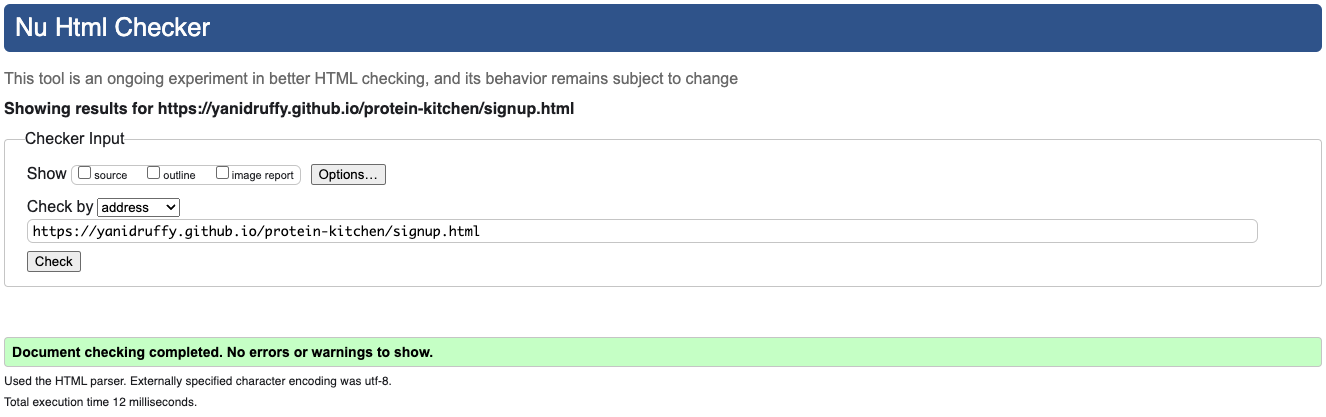 Nu Html Checker
This tool is an ongoing experiment in better HTML checking, and its behavior remains subject to change
Showing results for https://yanidruffy.github.io/protein-kitchen/signup.html
Checker Input
Show source outline image report Options...
Check by address
https://yanidruffy.github.io/protein-kitchen/signup.html
Check
Document checking completed. No errors or warnings to show.
Used the HTML parser. Externally specified character encoding was utf-8.
Total execution time 12 milliseconds.